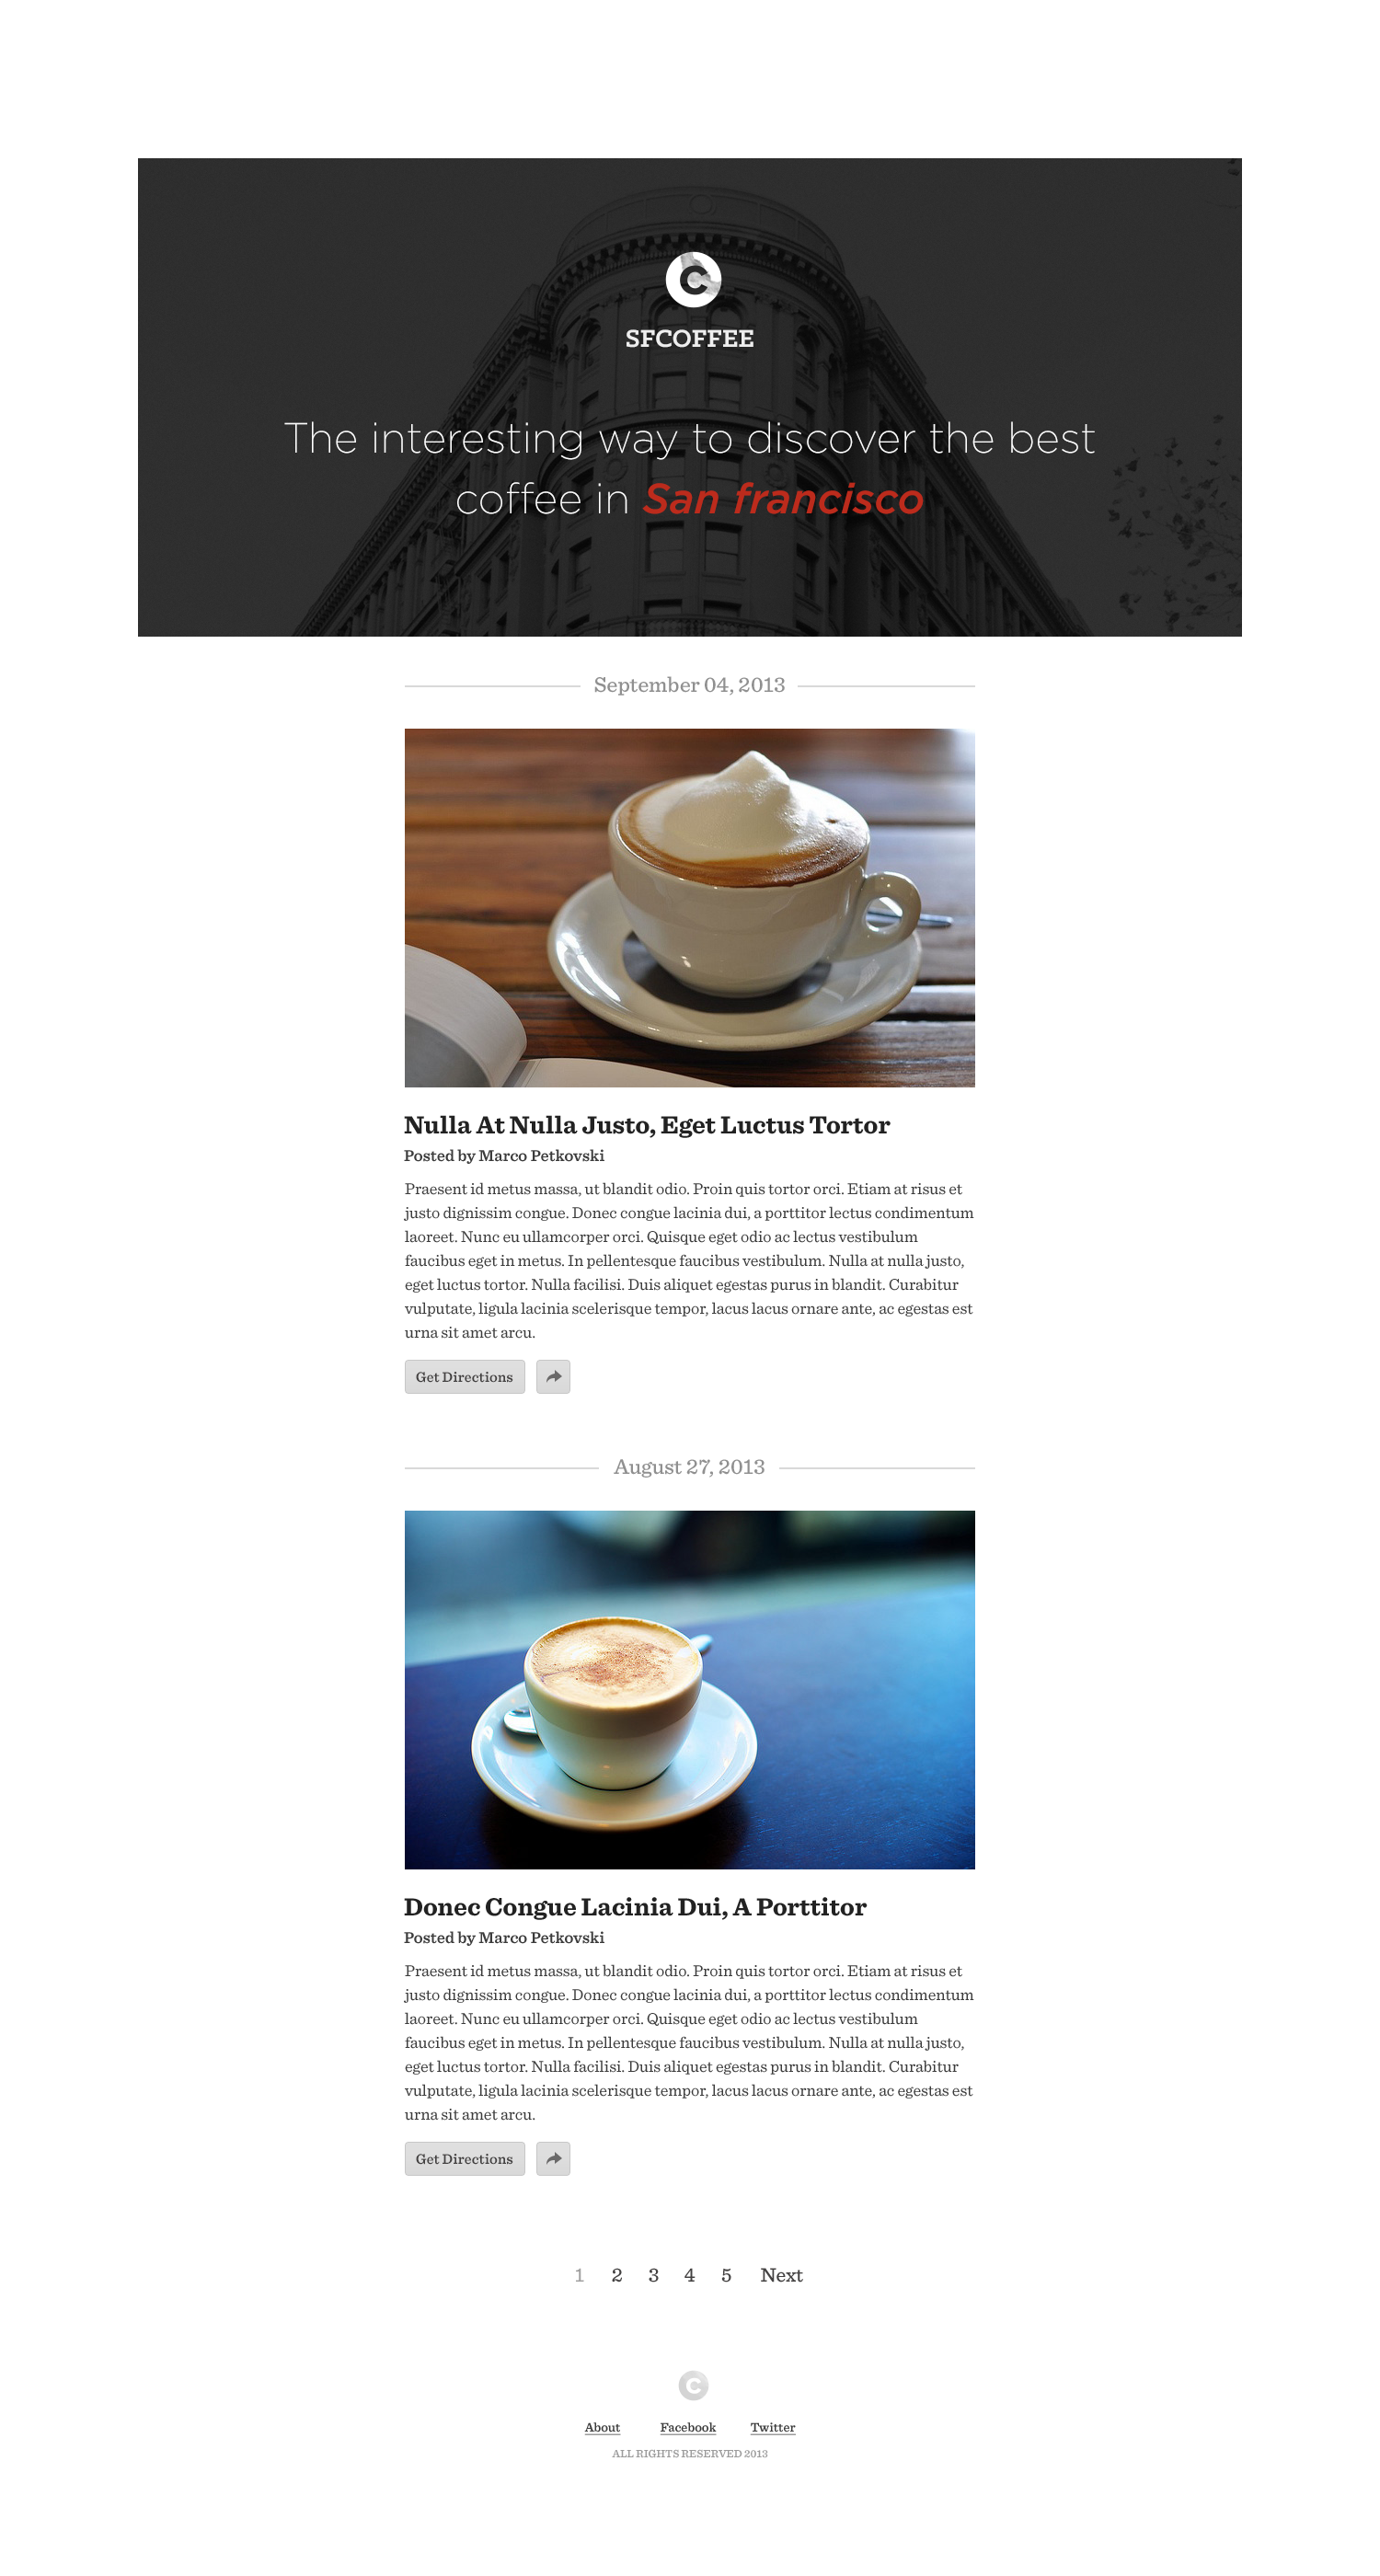 C
SFCOFFEE
The interesting way to discover the best
coffee in San francisco
September 04, 2013
Nulla At Nulla Justo, Eget Luctus Tortor
Posted by Marco Petkovski
Praesent id metus massa, ut blandit odio. Proin quis tortor orci. Etiam at risus et
justo dignissim congue. Donec congue lacinia dui, a porttitor lectus condimentum
laoreet. Nunc eu ullamcorper orci. Quisque eget odio ac lectus vestibulum
faucibus eget in metus. In pellentesque faucibus vestibulum. Nulla at nulla justo,
eget luctus tortor. Nulla facilisi. Duis aliquet egestas purus in blandit. Curabitur
vulputate, ligula lacinia scelerisque tempor, lacus lacus ornare ante, ac egestas est
urna sit amet arcu.
Get Directions
August 27, 2013
Donec Congue Lacinia Dui, A Porttitor
Posted by Marco Petkovski
Praesent id metus massa, ut blandit odio. Proin quis tortor orci. Etiam at risus et
justo dignissim congue. Donec congue lacinia dui, a porttitor lectus condimentum
laoreet. Nunc eu ullamcorper orci. Quisque eget odio ac lectus vestibulum
faucibus eget in metus. In pellentesque faucibus vestibulum. Nulla at nulla justo,
eget luctus tortor. Nulla facilisi. Duis aliquet egestas purus in blandit. Curabitur
vulputate, ligula lacinia scelerisque tempor, lacus lacus ornare ante, ac egestas est
urna sit amet arcu.
Get Directions
1 2 3 4 5 Next
C
About Facebook Twitter
ALL RIGHTS RESERVED 2013